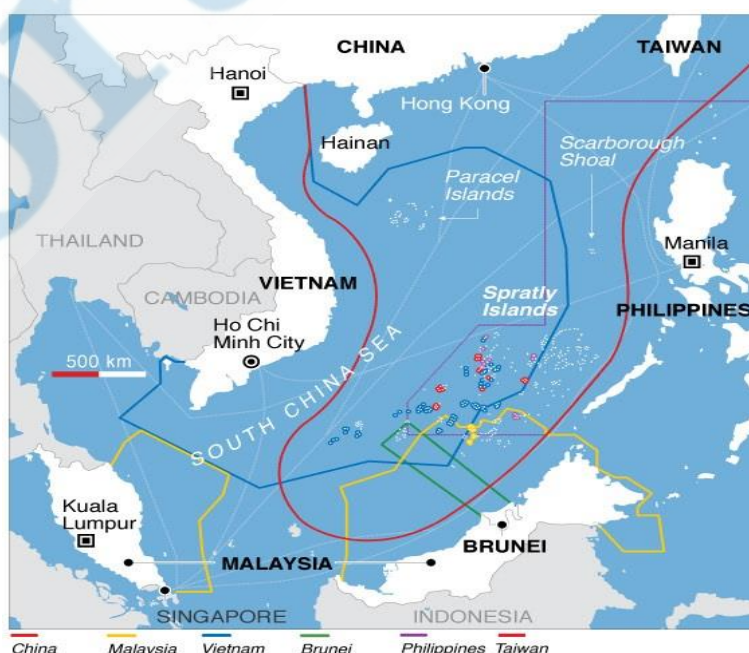 CHINA
TAIWAN
Hanoi
Hong Kong
Hainan
Scarborough
Shoal
Paracel
Islands
THAILAND
Manila
VIETNAM
CAMBODIA
Spratly
Islands
PHILIPPINES
Ho Chi
Minh City
500 km
SOUTH CHINA SEA
Kuala
Lumpur
BRUNEI
MALAYSIA
SINGAPORE
INDONESIA
China
Malaysia
Vietnam
Brunei
Philippines
Taiwan